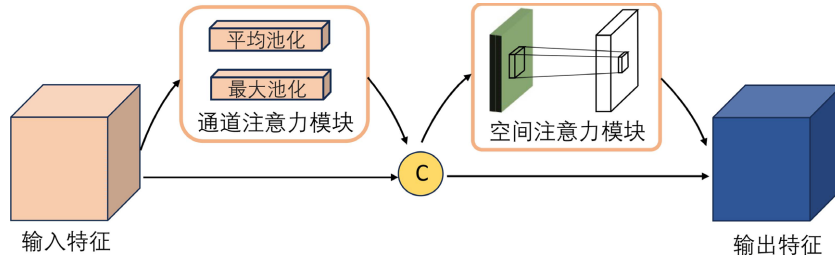 平均池化
最大池化
通道注意力模块
空间注意力模块
C
输入特征
输出特征